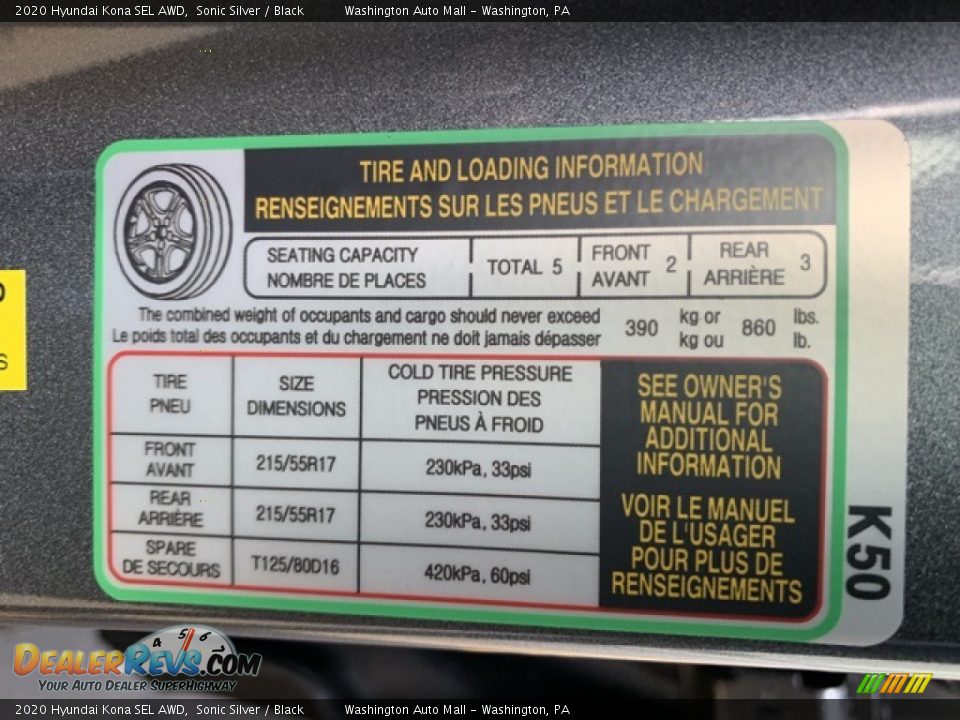 2020 Hyundai Kona SEL AWD, Sonic Silver / Black Washington Auto Mall - Washington, PA
TIRE AND LOADING INFORMATION
RENSEIGNEMENTS SUR LES PNEUS ET LE CHARGEMENT
SEATING CAPACITY
NOMBRE DE PLACES
TOTAL 5
FRONT
AVANT
2
REAR
ARRIÈRE
3
The combined weight of occupants and cargo should never exceed
Le poids total des occupants et du chargement ne doit jamais dépasser
390
kg or
kg ou
860
lbs.
lb.
TIRE
PNEU
SIZE
DIMENSIONS
COLD TIRE PRESSURE
PRESSION DES
PNEUS À FROID
FRONT
AVANT
215/55R17
230kPa, 33psi
REAR
ARRIÈRE
215/55R17
230kPa, 33psi
SPARE
DE SECOURS
T125/80D16
420kPa, 60psi
SEE OWNER'S
MANUAL FOR
ADDITIONAL
INFORMATION
VOIR LE MANUEL
DE L'USAGER
POUR PLUS DE
RENSEIGNEMENTS
K50
S
4 5 6
DEALERREVS.COM
YOUR AUTO DEALER SUPERHIGHWAY
2020 Hyundai Kona SEL AWD, Sonic Silver / Black Washington Auto Mall - Washington, PA